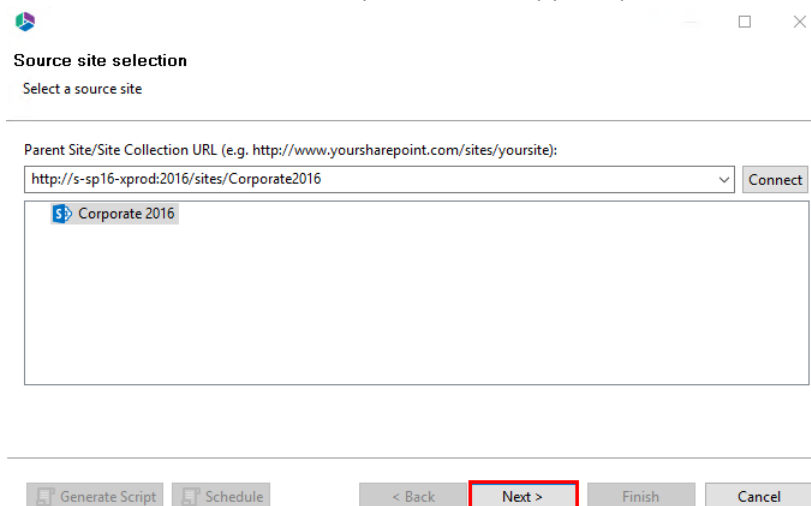 Source site selection
Select a source site
Parent Site/Site Collection URL (e.g. http://www.yoursharepoint.com/sites/yoursite):
http://s-sp16-xprod:2016/sites/Corporate2016
Connect
Corporate 2016
Generate Script Schedule < Back Next > Finish Cancel